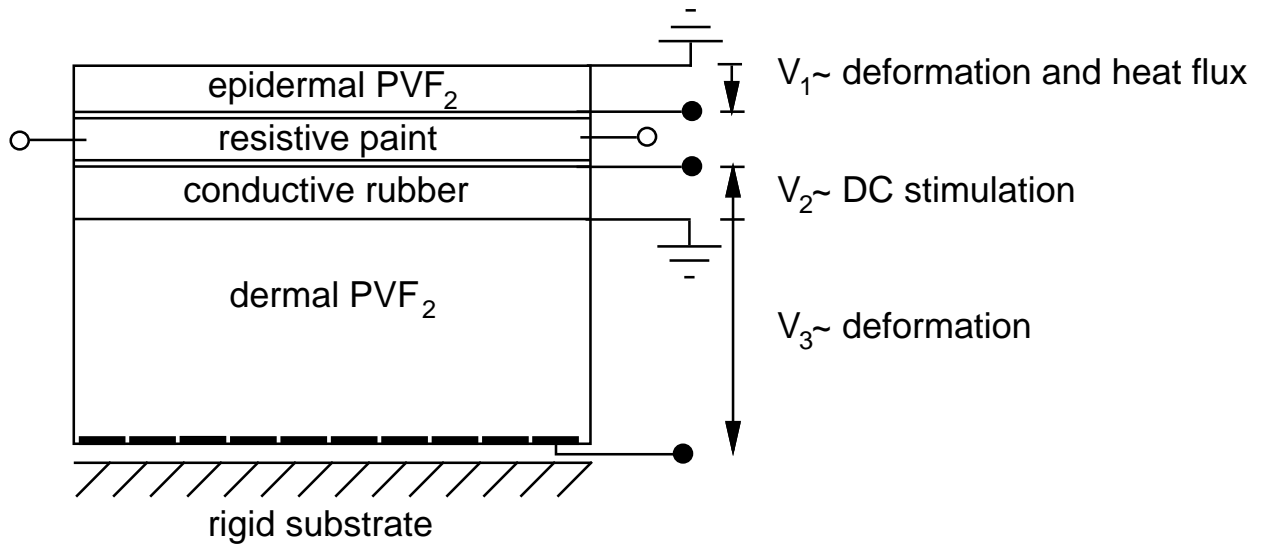 epidermal PVF₂
V₁~ deformation and heat flux
resistive paint
conductive rubber
V₂~ DC stimulation
dermal PVF₂
V₃~ deformation
rigid substrate